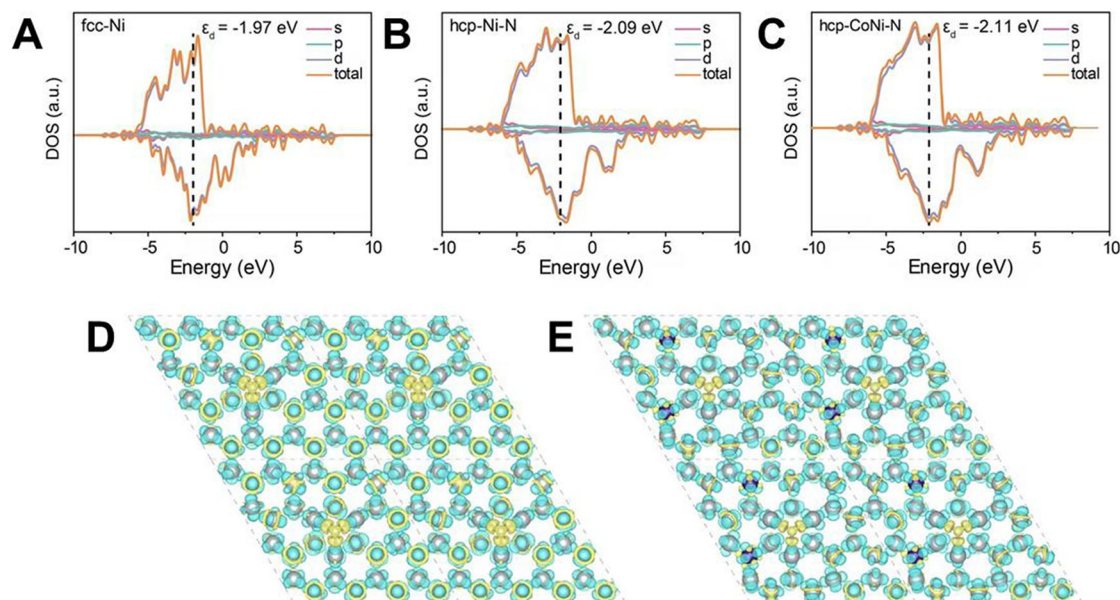 A
fcc-Ni
εd = -1.97 eV
s
p
d
total
DOS (a.u.)
-10
-5
0
5
10
Energy (eV)
B
hcp-Ni-N
εd = -2.09 eV
s
p
d
total
DOS (a.u.)
-10
-5
0
5
10
Energy (eV)
C
hcp-CoNi-N
εd = -2.11 eV
s
p
d
total
DOS (a.u.)
-10
-5
0
5
10
Energy (eV)
D
E